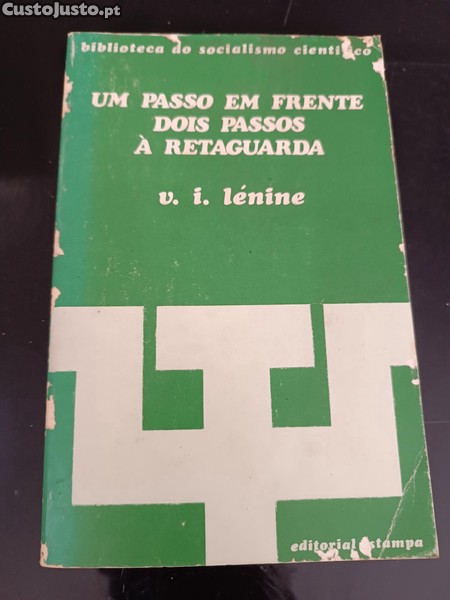 CustoJusto.pt
biblioteca do socialismo científico
UM PASSO EM FRENTE
DOIS PASSOS
À RETAGUARDA
v. i. lénine
editorial estampa